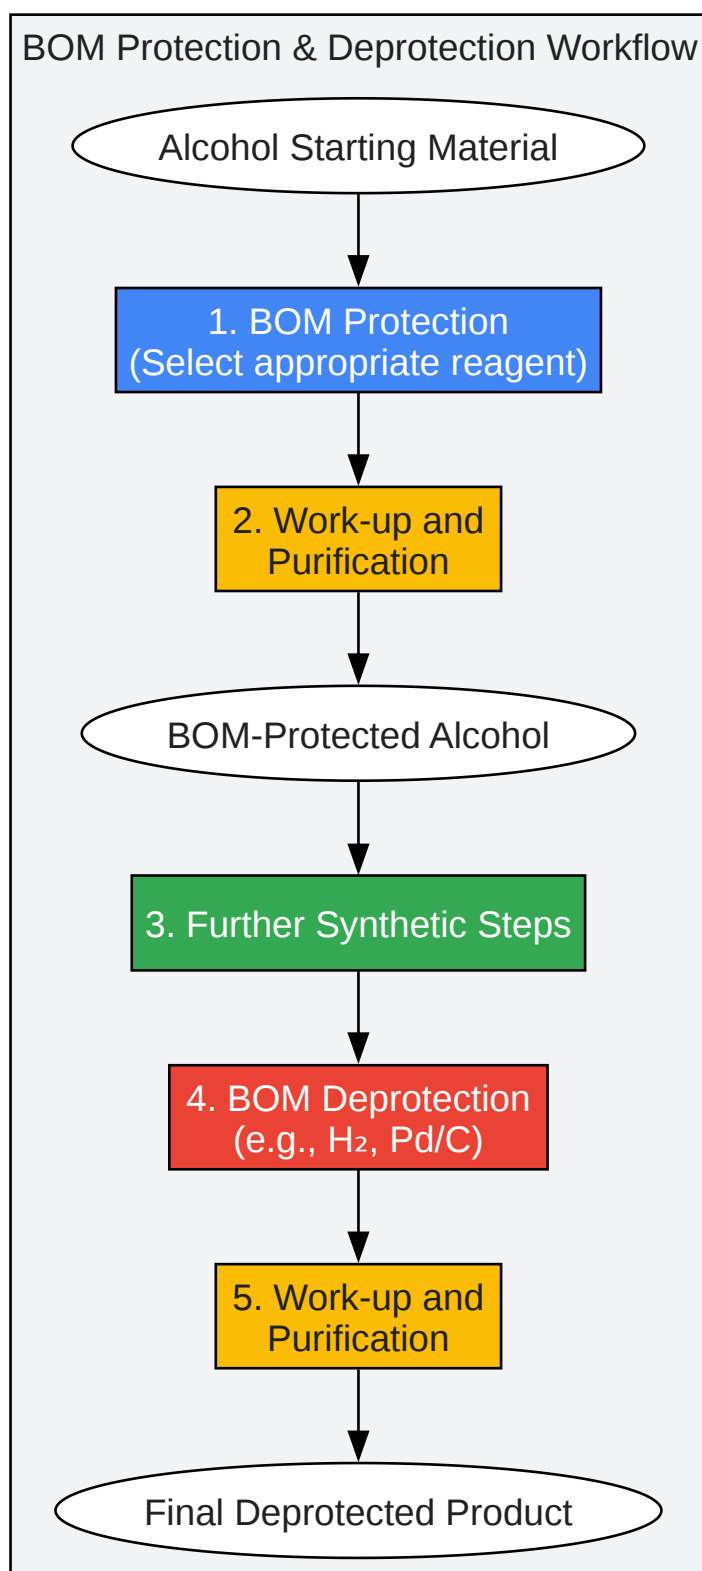 BOM Protection & Deprotection Workflow
Alcohol Starting Material
1. BOM Protection
(Select appropriate reagent)
2. Work-up and
Purification
BOM-Protected Alcohol
3. Further Synthetic Steps
4. BOM Deprotection
(e.g., H₂, Pd/C)
5. Work-up and
Purification
Final Deprotected Product